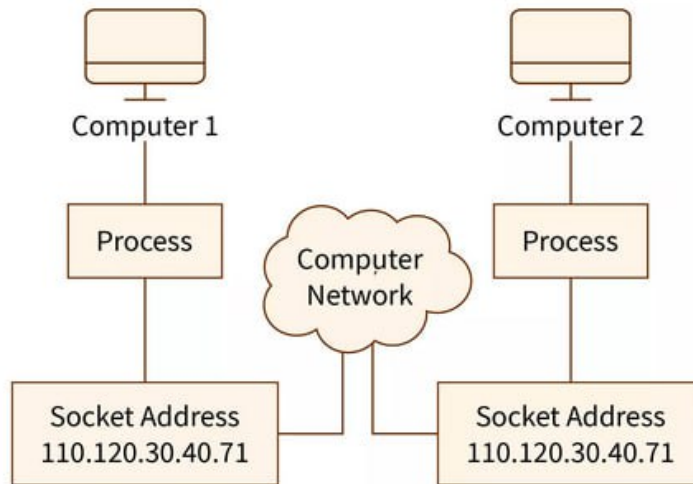 Computer 1
Computer 2
Process
Process
Computer
Network
Socket Address
110.120.30.40.71
Socket Address
110.120.30.40.71